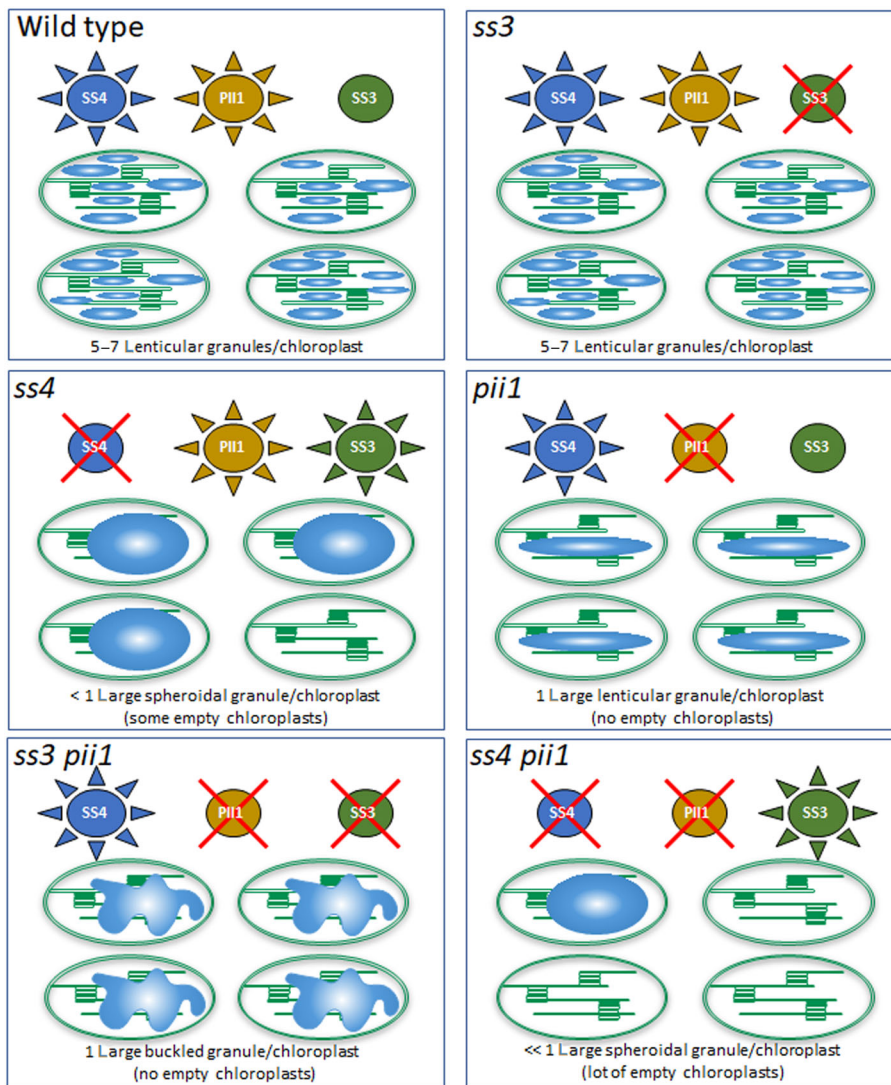 Wild type
SS4 PII1 SS3
5–7 Lenticular granules/chloroplast
ss3
SS4 PII1 SS3
5–7 Lenticular granules/chloroplast
ss4
SS4 PII1 SS3
< 1 Large spheroidal granule/chloroplast
(some empty chloroplasts)
pii1
SS4 PII1 SS3
1 Large lenticular granule/chloroplast
(no empty chloroplasts)
ss3 pii1
SS4 PII1 SS3
1 Large buckled granule/chloroplast
(no empty chloroplasts)
ss4 pii1
SS4 PII1 SS3
<< 1 Large spheroidal granule/chloroplast
(lot of empty chloroplasts)